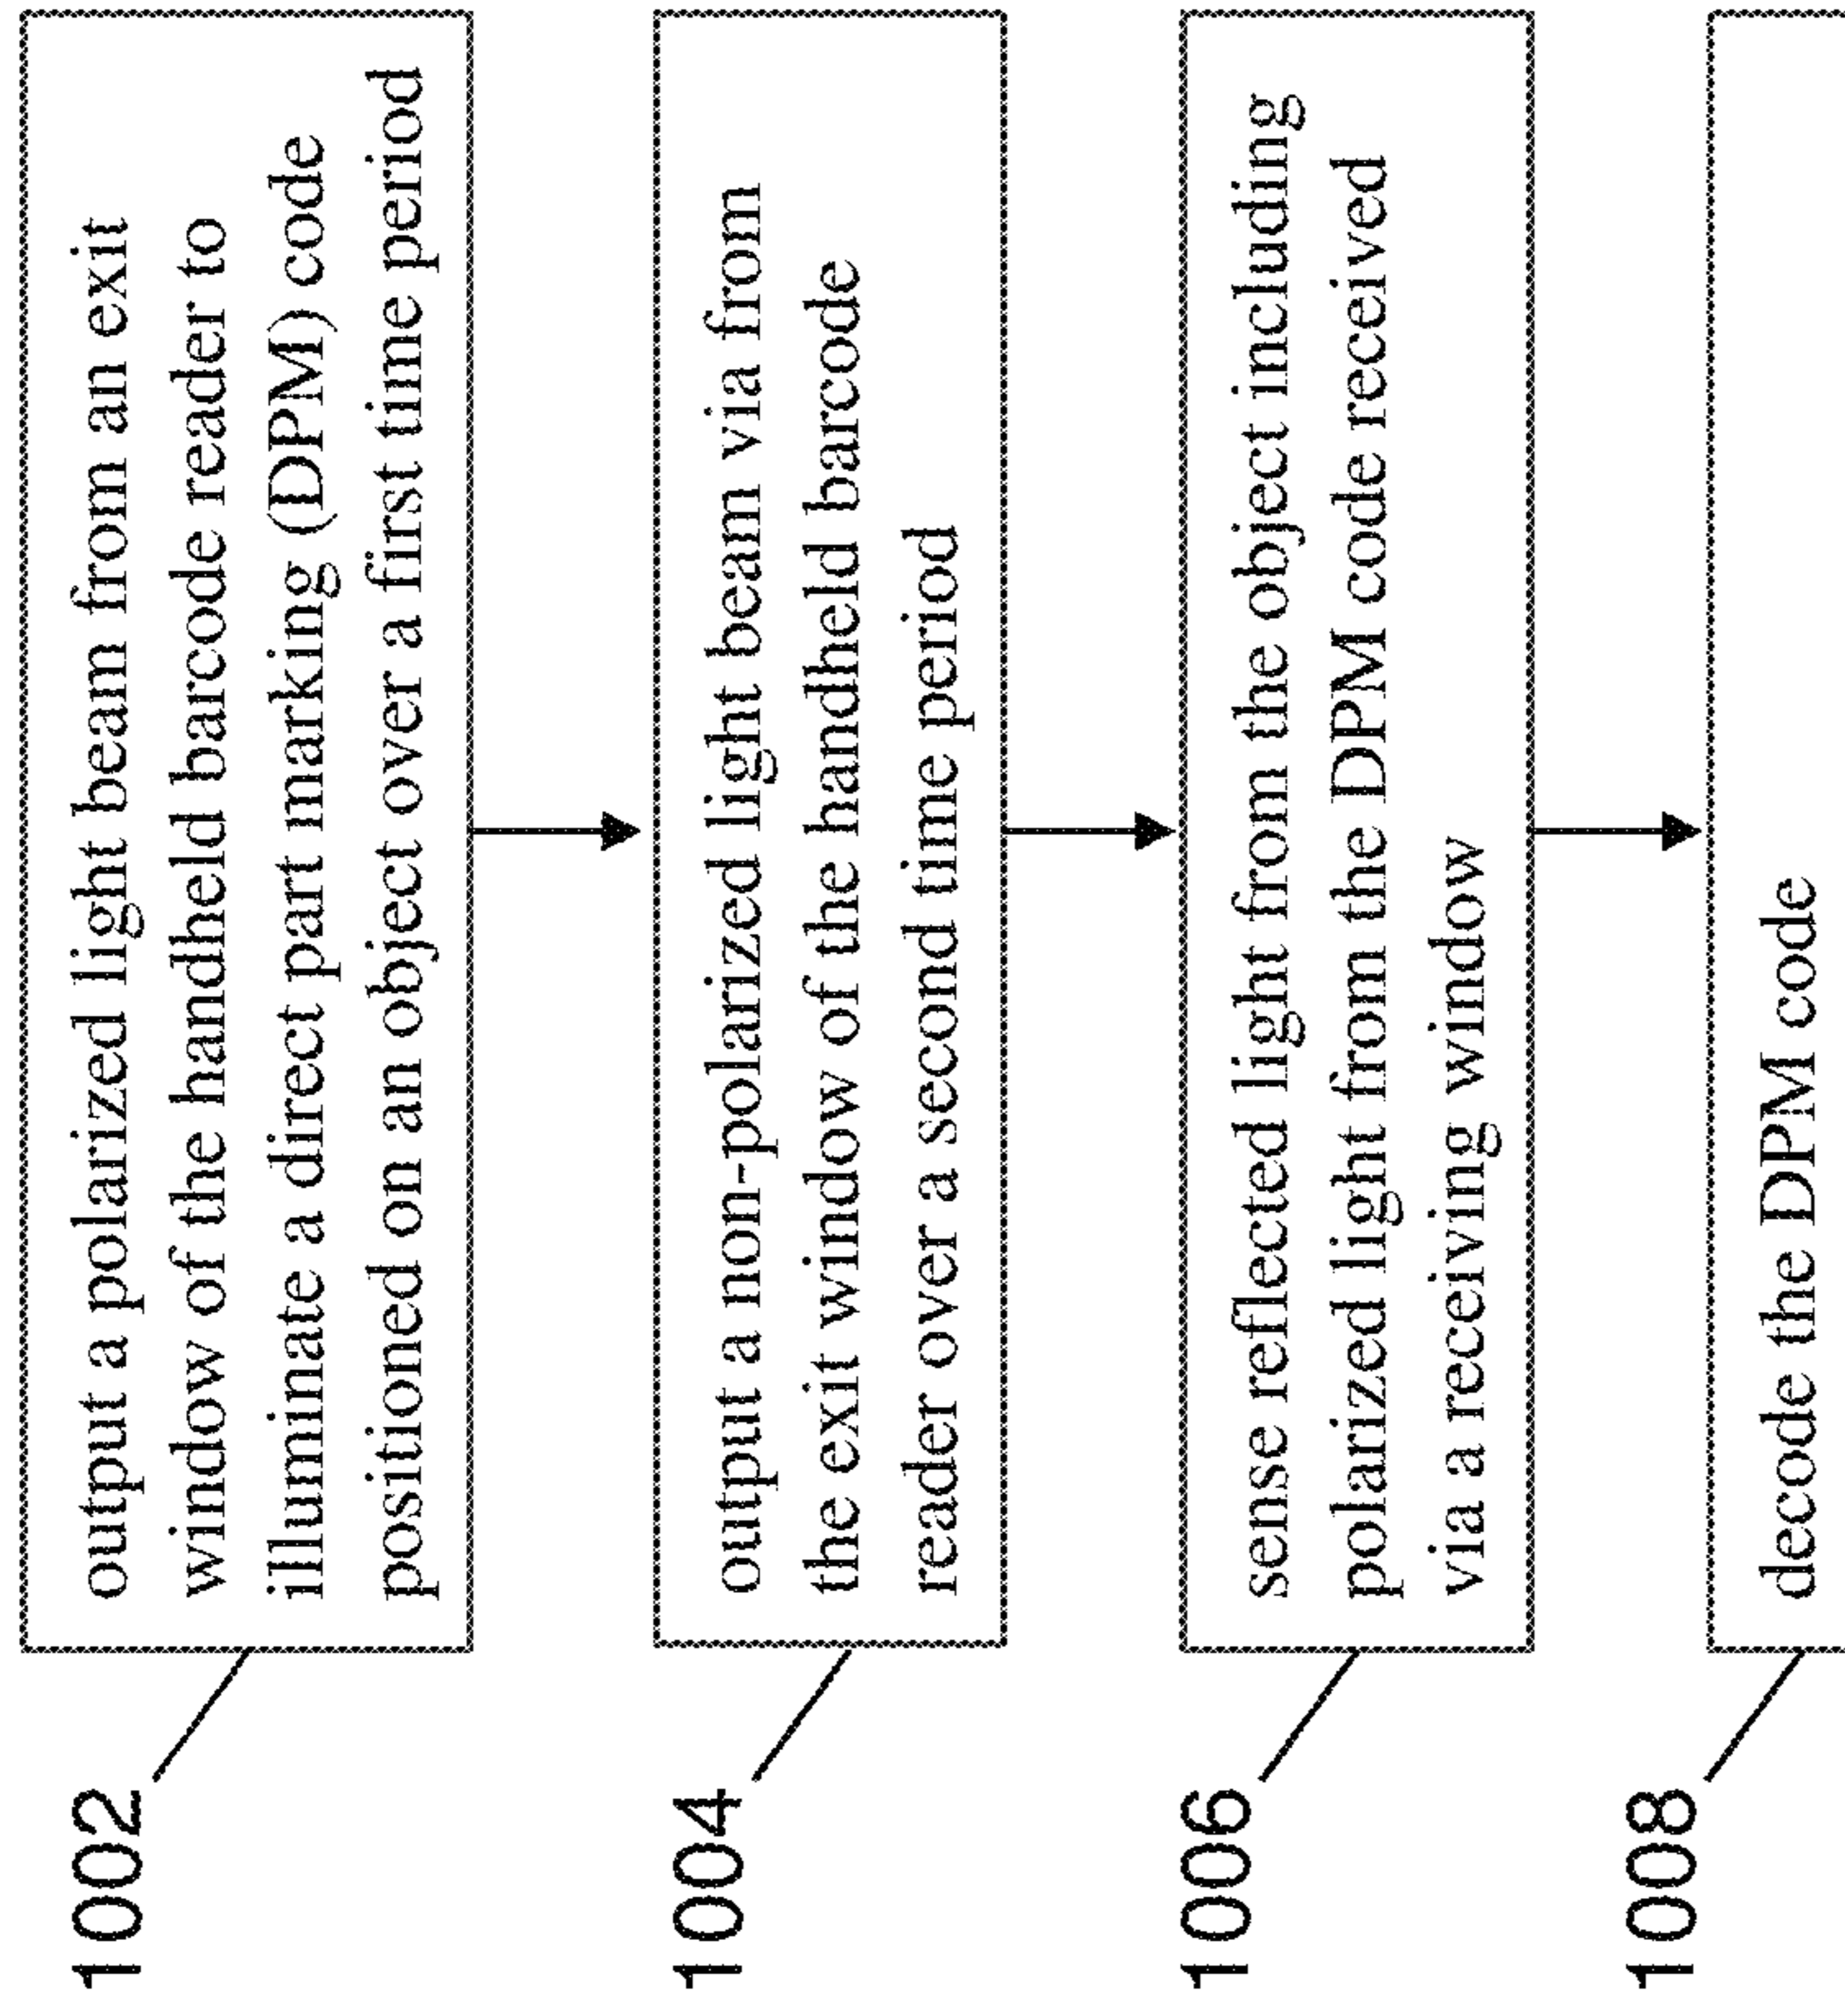 1002
output a polarized light beam from an exit
window of the handheld barcode reader to
illuminate a direct part marking (DPM) code
positioned on an object over a first time period
1004
output a non-polarized light beam via from
the exit window of the handheld barcode
reader over a second time period
1006
sense reflected light from the object including
polarized light from the DPM code received
via a receiving window
1008
decode the DPM code